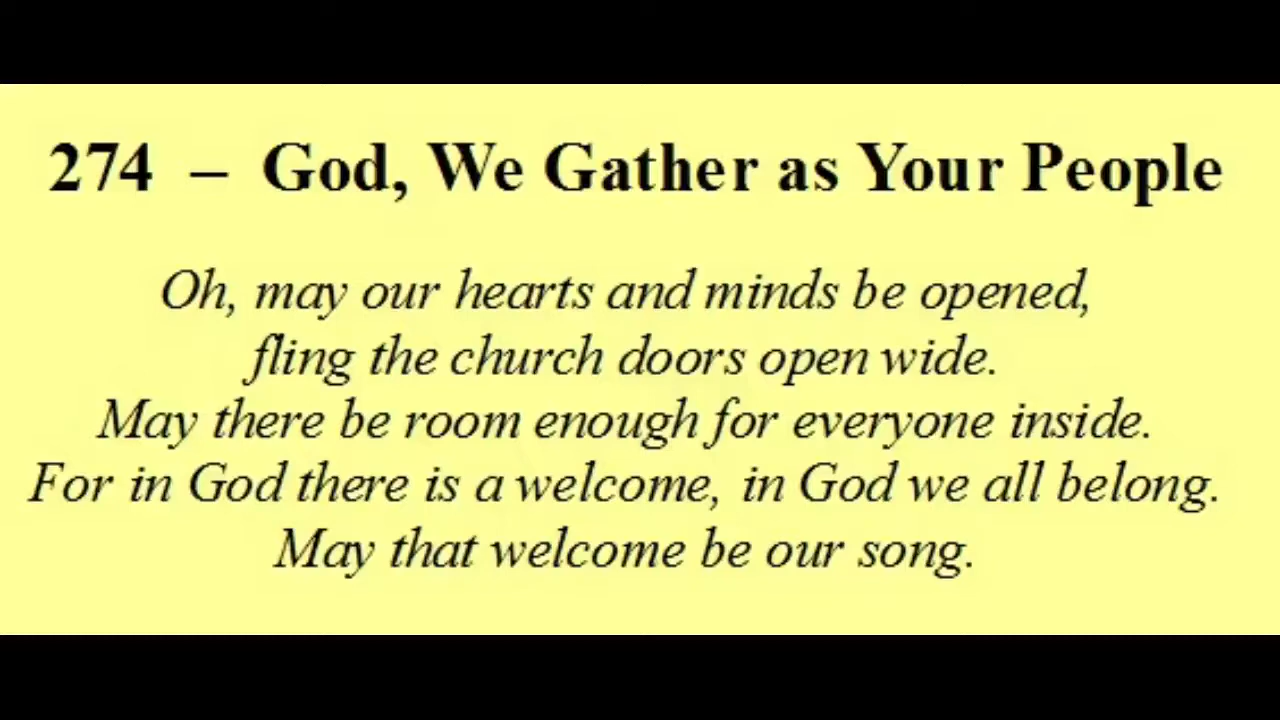 274 – God, We Gather as Your People
Oh, may our hearts and minds be opened,
fling the church doors open wide.
May there be room enough for everyone inside.
For in God there is a welcome, in God we all belong.
May that welcome be our song.